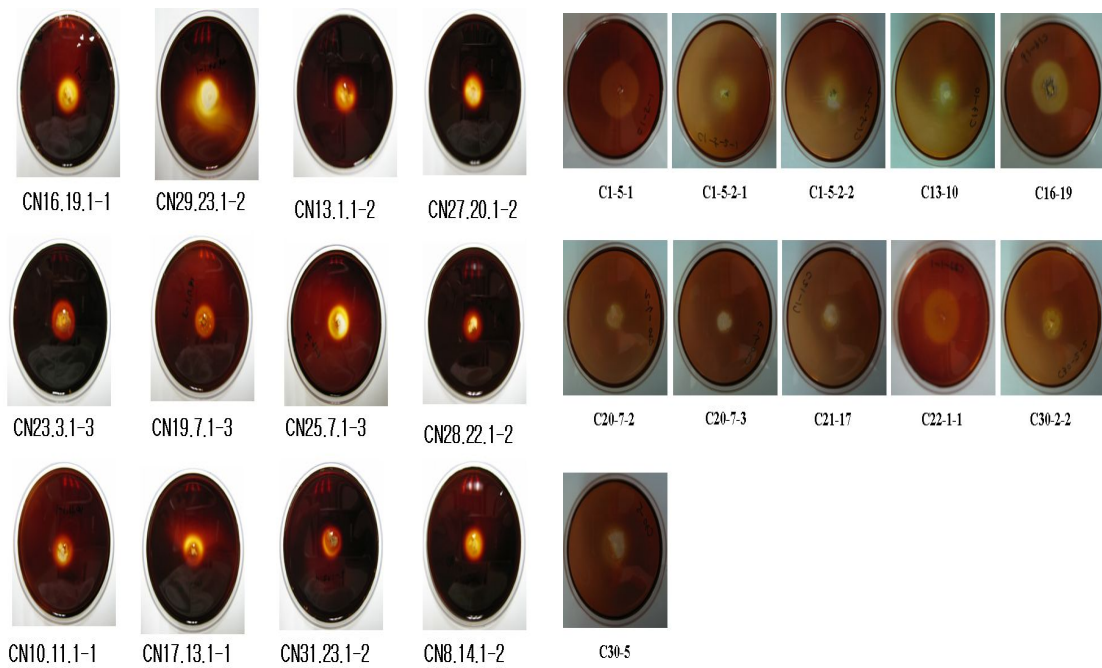 CN16.19.1-1
CN29.23.1-2
CN13.1.1-2
CN27.20.1-2
C1-5-1
C1-5-2-1
C1-5-2-2
C13-10
C16-19
CN23.3.1-3
CN19.7.1-3
CN25.7.1-3
CN28.22.1-2
C20-7-2
C20-7-3
C21-17
C22-1-1
C30-2-2
CN10.11.1-1
CN17.13.1-1
CN31.23.1-2
CN8.14.1-2
C30-5